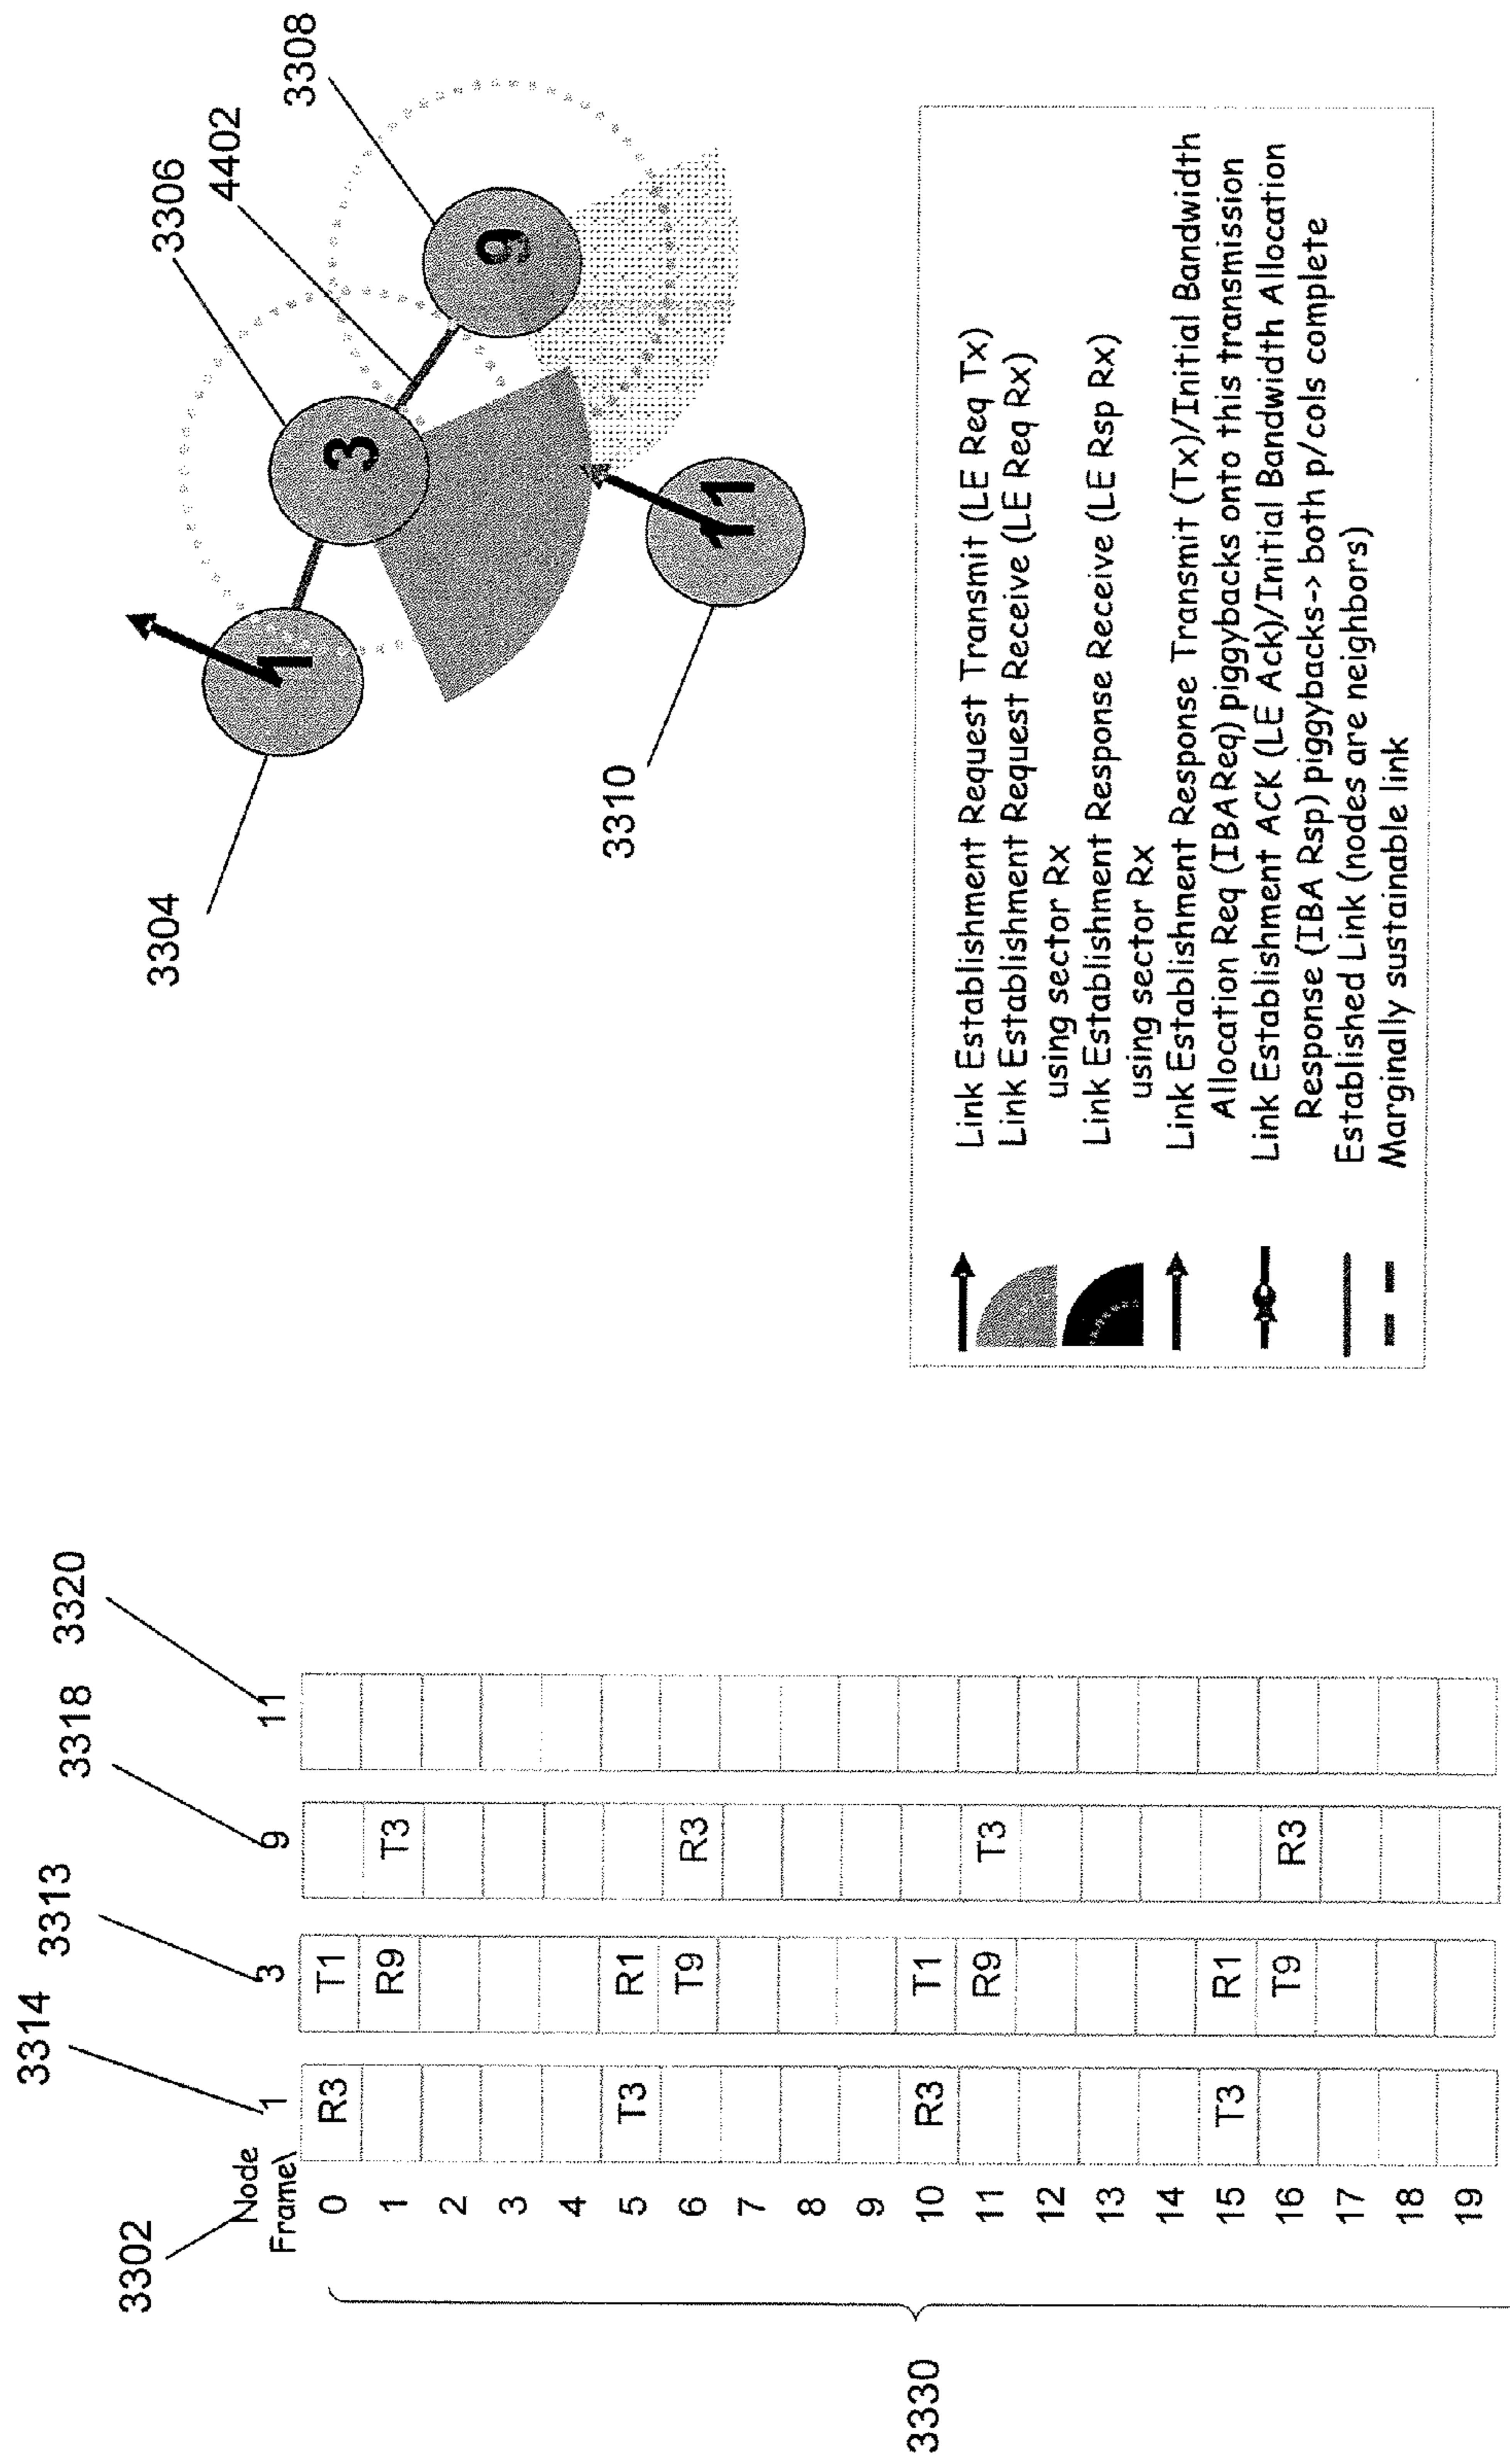 3302
3314
3313
3318
3320
Node
Frame\
1
3
9
11
0
R3
T1
1
R9
T3
2
3
4
5
T3
R1
6
T9
R3
7
8
9
10
R3
T1
11
R9
T3
12
13
14
15
T3
R1
16
T9
R3
17
18
19
3330
3304
3306
4402
3308
3310
1
3
9
11
Link Establishment Request Transmit (LE Req Tx)
Link Establishment Request Receive (LE Req Rx)
using sector Rx
Link Establishment Response Receive (LE Rsp Rx)
using sector Rx
Link Establishment Response Transmit (Tx)/Initial Bandwidth
Allocation Req (IBA Req) piggybacks onto this transmission
Link Establishment ACK (LE Ack)/Initial Bandwidth Allocation
Response (IBA Rsp) piggybacks-> both p/cols complete
Established Link (nodes are neighbors)
Marginally sustainable link